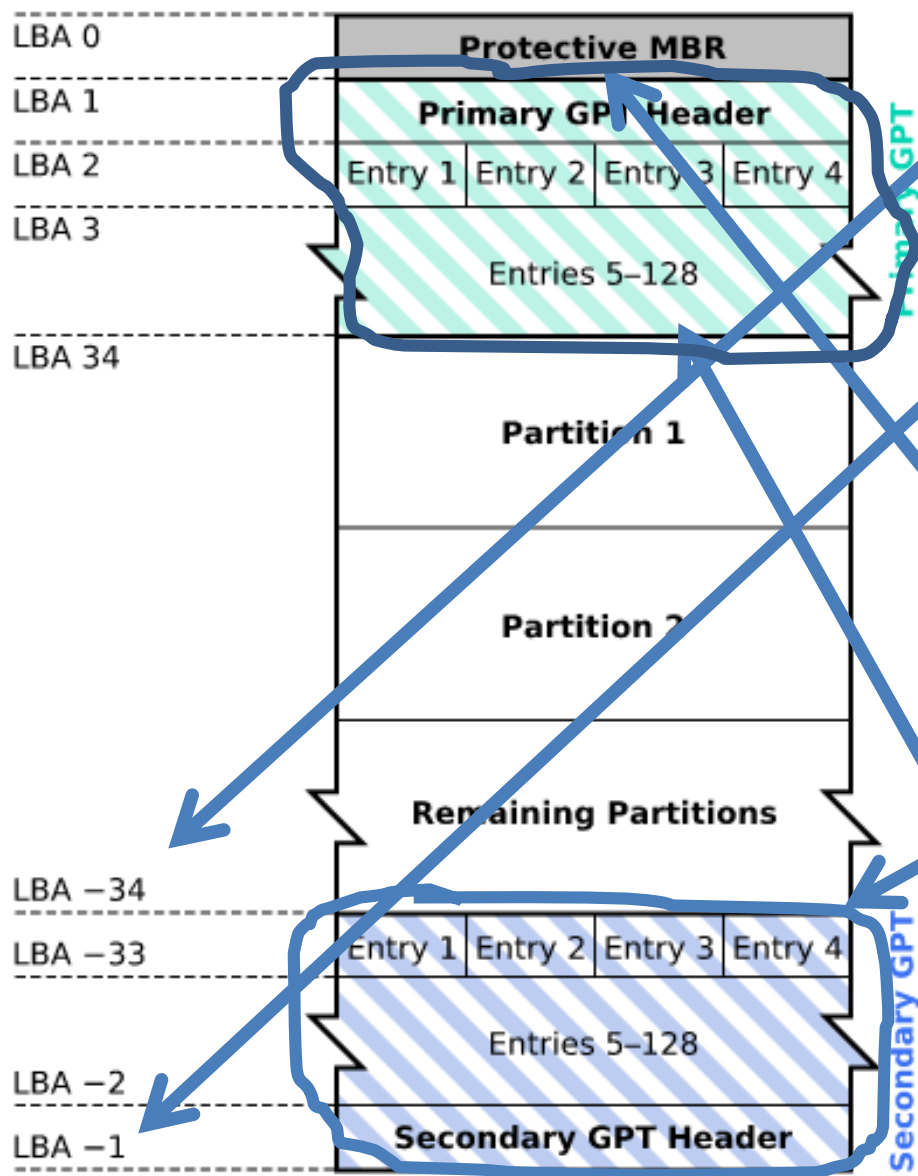 LBA 0
Protective MBR
LBA 1
Primary GPT Header
LBA 2
Entry 1 Entry 2 Entry 3 Entry 4
LBA 3
Entries 5–128
Primary GPT
LBA 34
Partition 1
Partition 2
Remaining Partitions
LBA −34
LBA −33
Entry 1 Entry 2 Entry 3 Entry 4
Entries 5–128
LBA −2
Secondary GPT Header
LBA −1
Secondary GPT